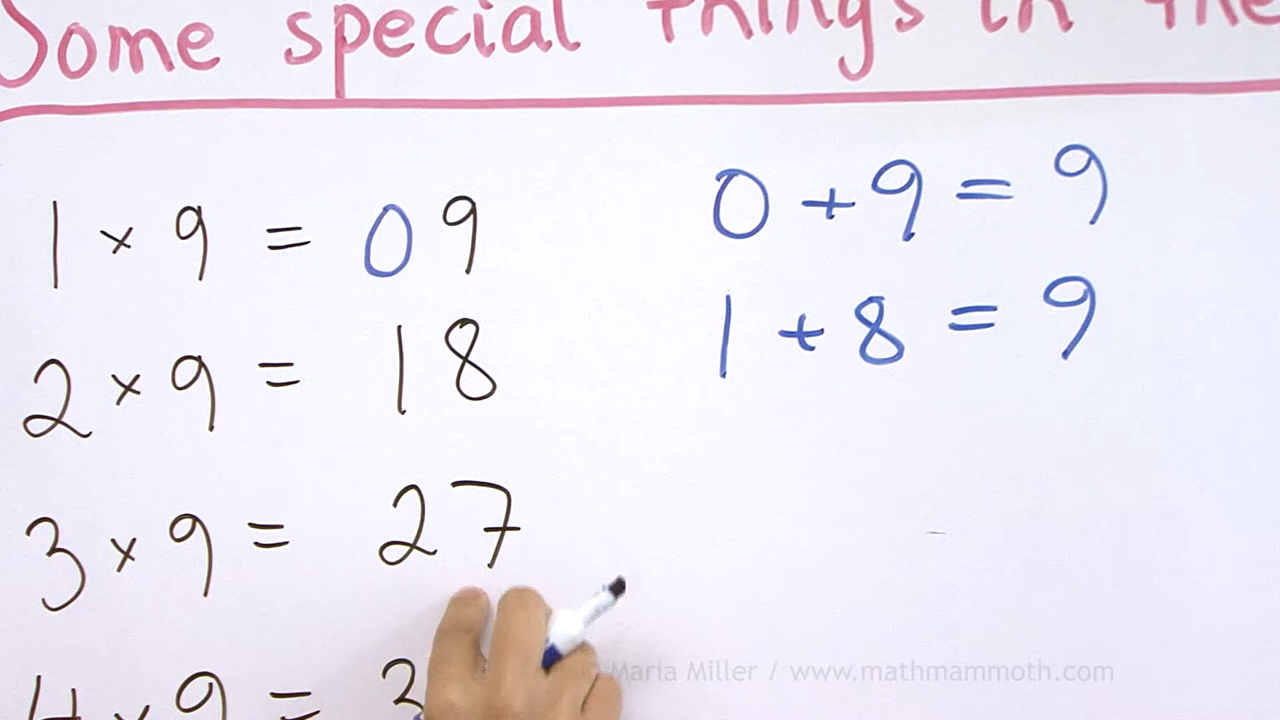 Some special things in the
1 × 9 = 09
0 + 9 = 9
2 × 9 = 18
1 + 8 = 9
3 × 9 = 27
4 × 9 = 3
© Maria Miller / www.mathmammoth.com